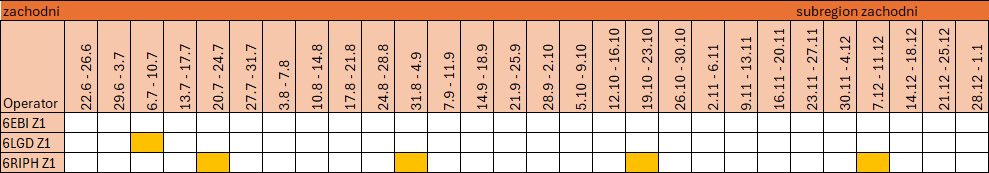 zachodni subregion zachodni
Operator 22.6 - 26.6 29.6 - 3.7 6.7 - 10.7 13.7 - 17.7 20.7 - 24.7 27.7 - 31.7 3.8 - 7.8 10.8 - 14.8 17.8 - 21.8 24.8 - 28.8 31.8 - 4.9 7.9 - 11.9 14.9 - 18.9 21.9 - 25.9 28.9 - 2.10 5.10 - 9.10 12.10 - 16.10 19.10 - 23.10 26.10 - 30.10 2.11 - 6.11 9.11 - 13.11 16.11 - 20.11 23.11 - 27.11 30.11 - 4.12 7.12 - 11.12 14.12 - 18.12 21.12 - 25.12 28.12 - 1.1
6EBI Z1
6LGD Z1
6RIPH Z1